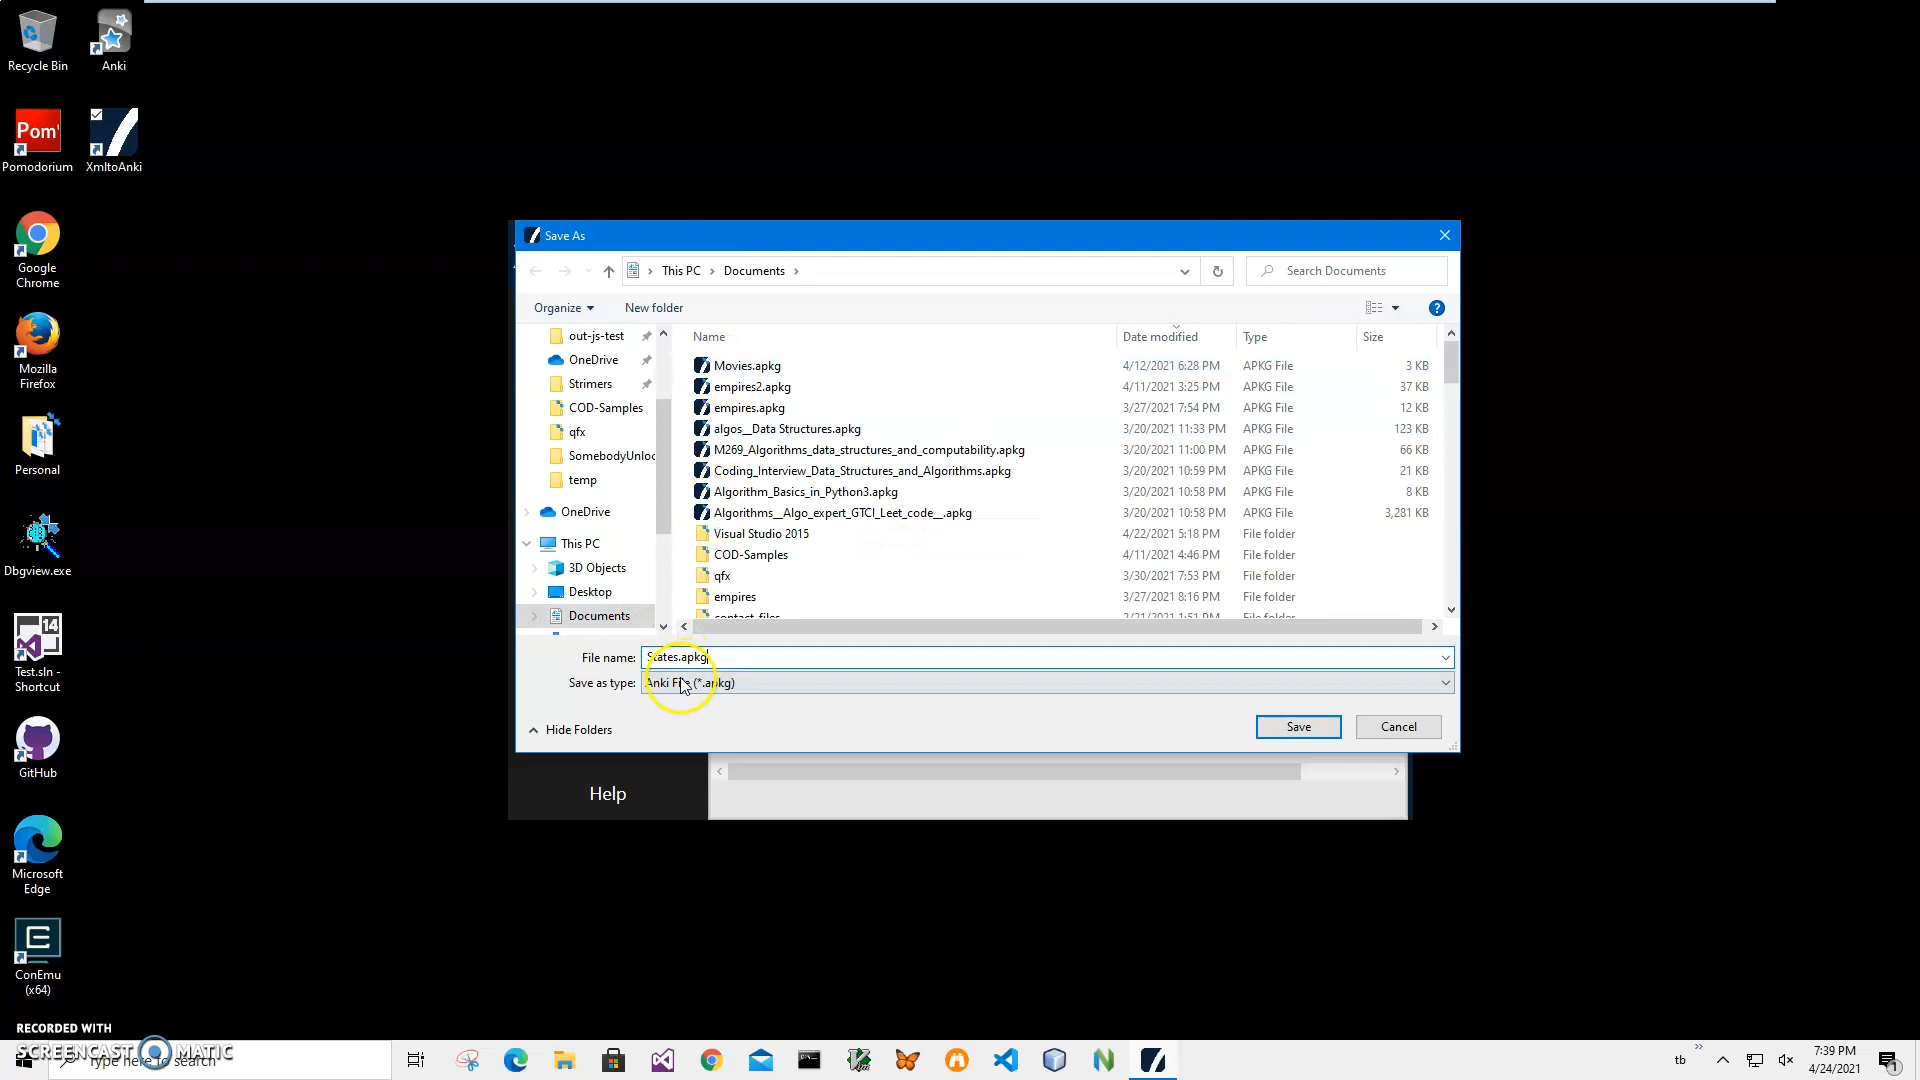 Recycle Bin
Anki
Pom'
Pomodorium
XmltoAnki
Google
Chrome
Mozilla
Firefox
Personal
Dbgview.exe
14
Test.sln -
Shortcut
GitHub
Microsoft
Edge
ConEmu
(x64)
Save As
This PC
Documents
Search Documents
Organize
New folder
?
out-js-test
OneDrive
Strimers
COD-Samples
qfx
SomebodyUnloc
temp
OneDrive
This PC
3D Objects
Desktop
Documents
Name Date modified Type Size
Movies.apkg 4/12/2021 6:28 PM APKG File 3 KB
empires2.apkg 4/11/2021 3:25 PM APKG File 37 KB
empires.apkg 3/27/2021 7:54 PM APKG File 12 KB
algos__Data Structures.apkg 3/20/2021 11:33 PM APKG File 123 KB
M269_Algorithms_data_structures_and_computability.apkg 3/20/2021 11:00 PM APKG File 66 KB
Coding_Interview_Data_Structures_and_Algorithms.apkg 3/20/2021 10:59 PM APKG File 21 KB
Algorithm_Basics_in_Python3.apkg 3/20/2021 10:58 PM APKG File 8 KB
Algorithms__Algo_expert_GTCI_Leet_code__.apkg 3/20/2021 10:58 PM APKG File 3,281 KB
Visual Studio 2015 4/22/2021 5:18 PM File folder
COD-Samples 4/11/2021 4:46 PM File folder
qfx 3/30/2021 7:53 PM File folder
empires 3/27/2021 8:16 PM File folder
File name: States.apkg
Save as type: Anki File (*.apkg)
Hide Folders
Save
Cancel
Help
RECORDED WITH
SCREENCAST MATIC
Type here to search
tb
7:39 PM
4/24/2021
1